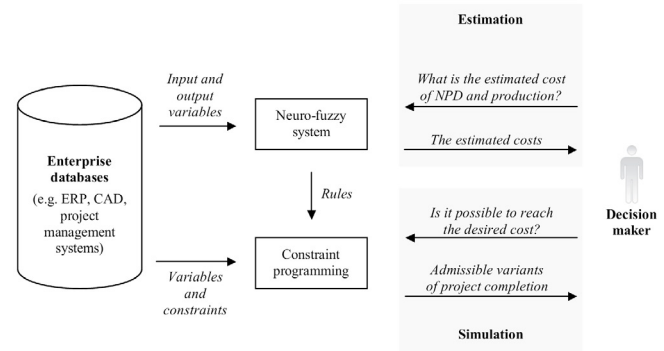 Estimation
Input and
output
variables
What is the estimated cost
of NPD and production?
Neuro-fuzzy
system
The estimated costs
Enterprise
databases
(e.g. ERP, CAD,
project
management
systems)
Rules
Decision
maker
Is it possible to reach
the desired cost?
Constraint
programming
Variables
and
constraints
Admissible variants
of project completion
Simulation